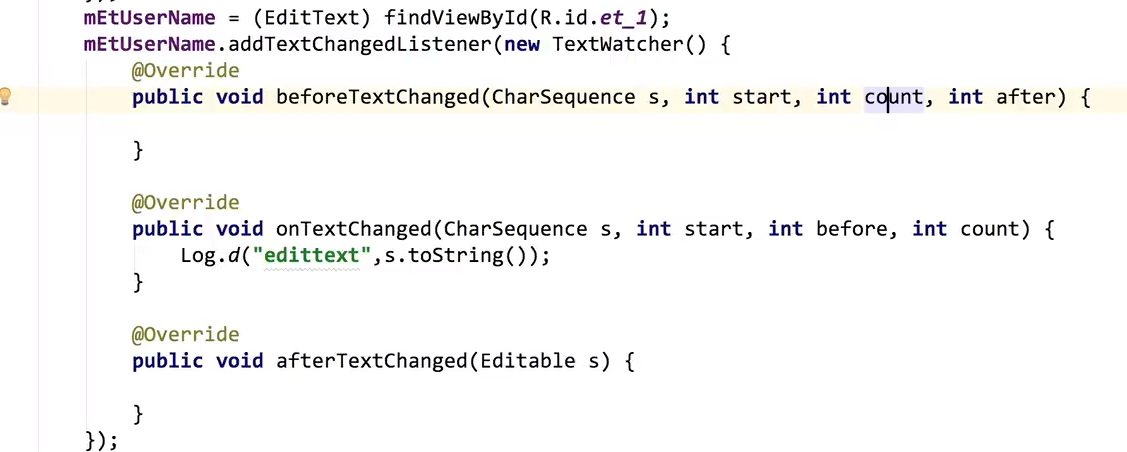 mEtUserName = (EditText) findViewById(R.id.et_1);
mEtUserName.addTextChangedListener(new TextWatcher() {
@Override
public void beforeTextChanged(CharSequence s, int start, int count, int after) {
}
@Override
public void onTextChanged(CharSequence s, int start, int before, int count) {
Log.d("edittext",s.toString());
}
@Override
public void afterTextChanged(Editable s) {
}
});